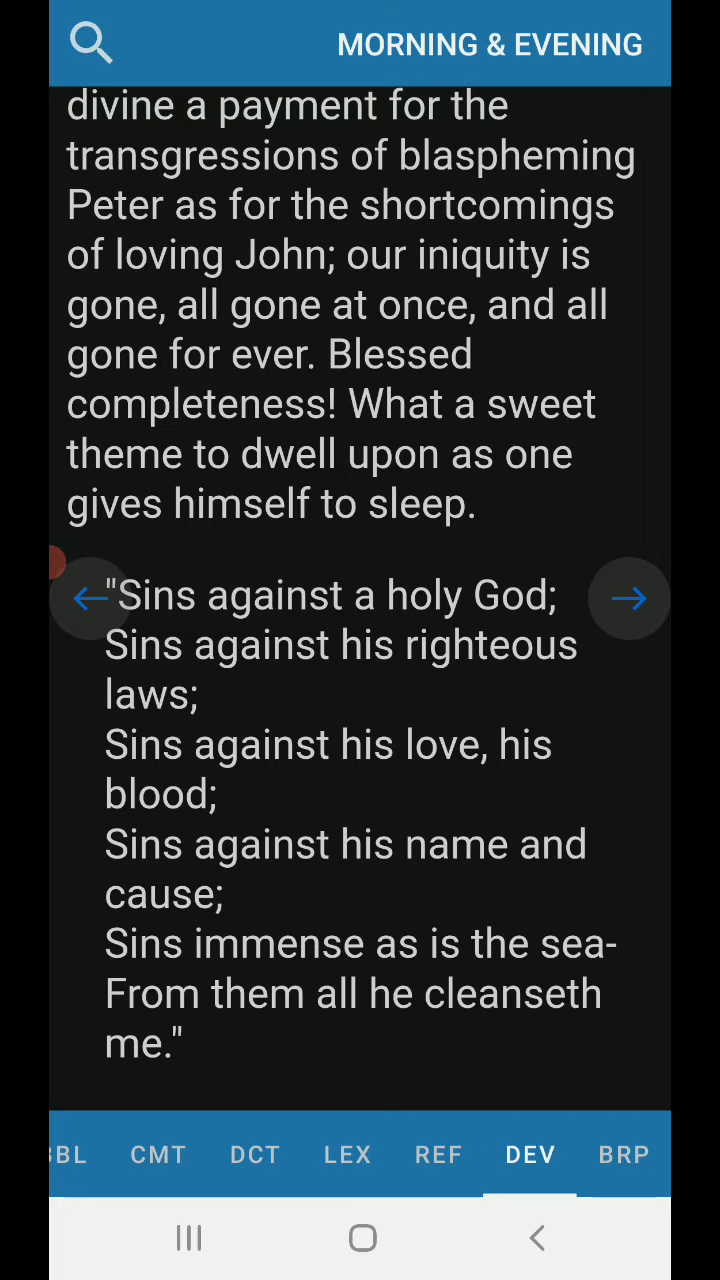 MORNING & EVENING
divine a payment for the
transgressions of blaspheming
Peter as for the shortcomings
of loving John; our iniquity is
gone, all gone at once, and all
gone for ever. Blessed
completeness! What a sweet
theme to dwell upon as one
gives himself to sleep.
"Sins against a holy God;
Sins against his righteous
laws;
Sins against his love, his
blood;
Sins against his name and
cause;
Sins immense as is the sea-
From them all he cleanseth
me."
BBL CMT DCT LEX REF DEV BRP